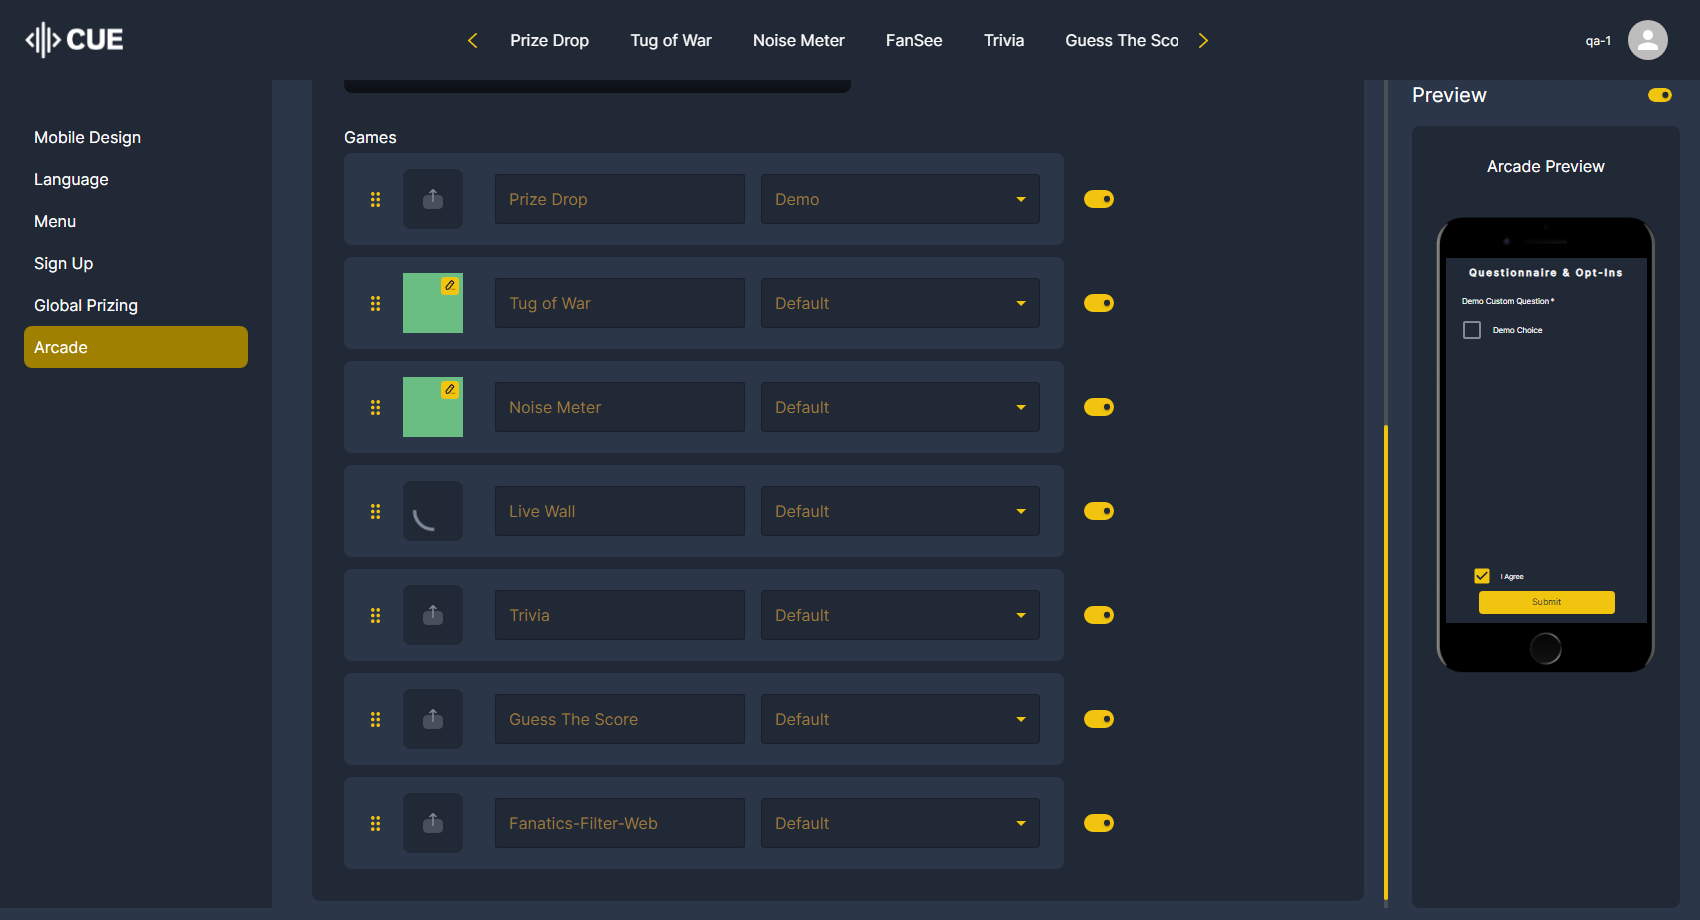 CUE
Prize Drop
Tug of War
Noise Meter
FanSee
Trivia
Guess The Sco
qa-1
Mobile Design
Language
Menu
Sign Up
Global Prizing
Arcade
Games
Prize Drop
Demo
Tug of War
Default
Noise Meter
Default
Live Wall
Default
Trivia
Default
Guess The Score
Default
Fanatics-Filter-Web
Default
Preview
Arcade Preview
Questionnaire & Opt-Ins
Demo Custom Question *
Demo Choice
I Agree
Submit